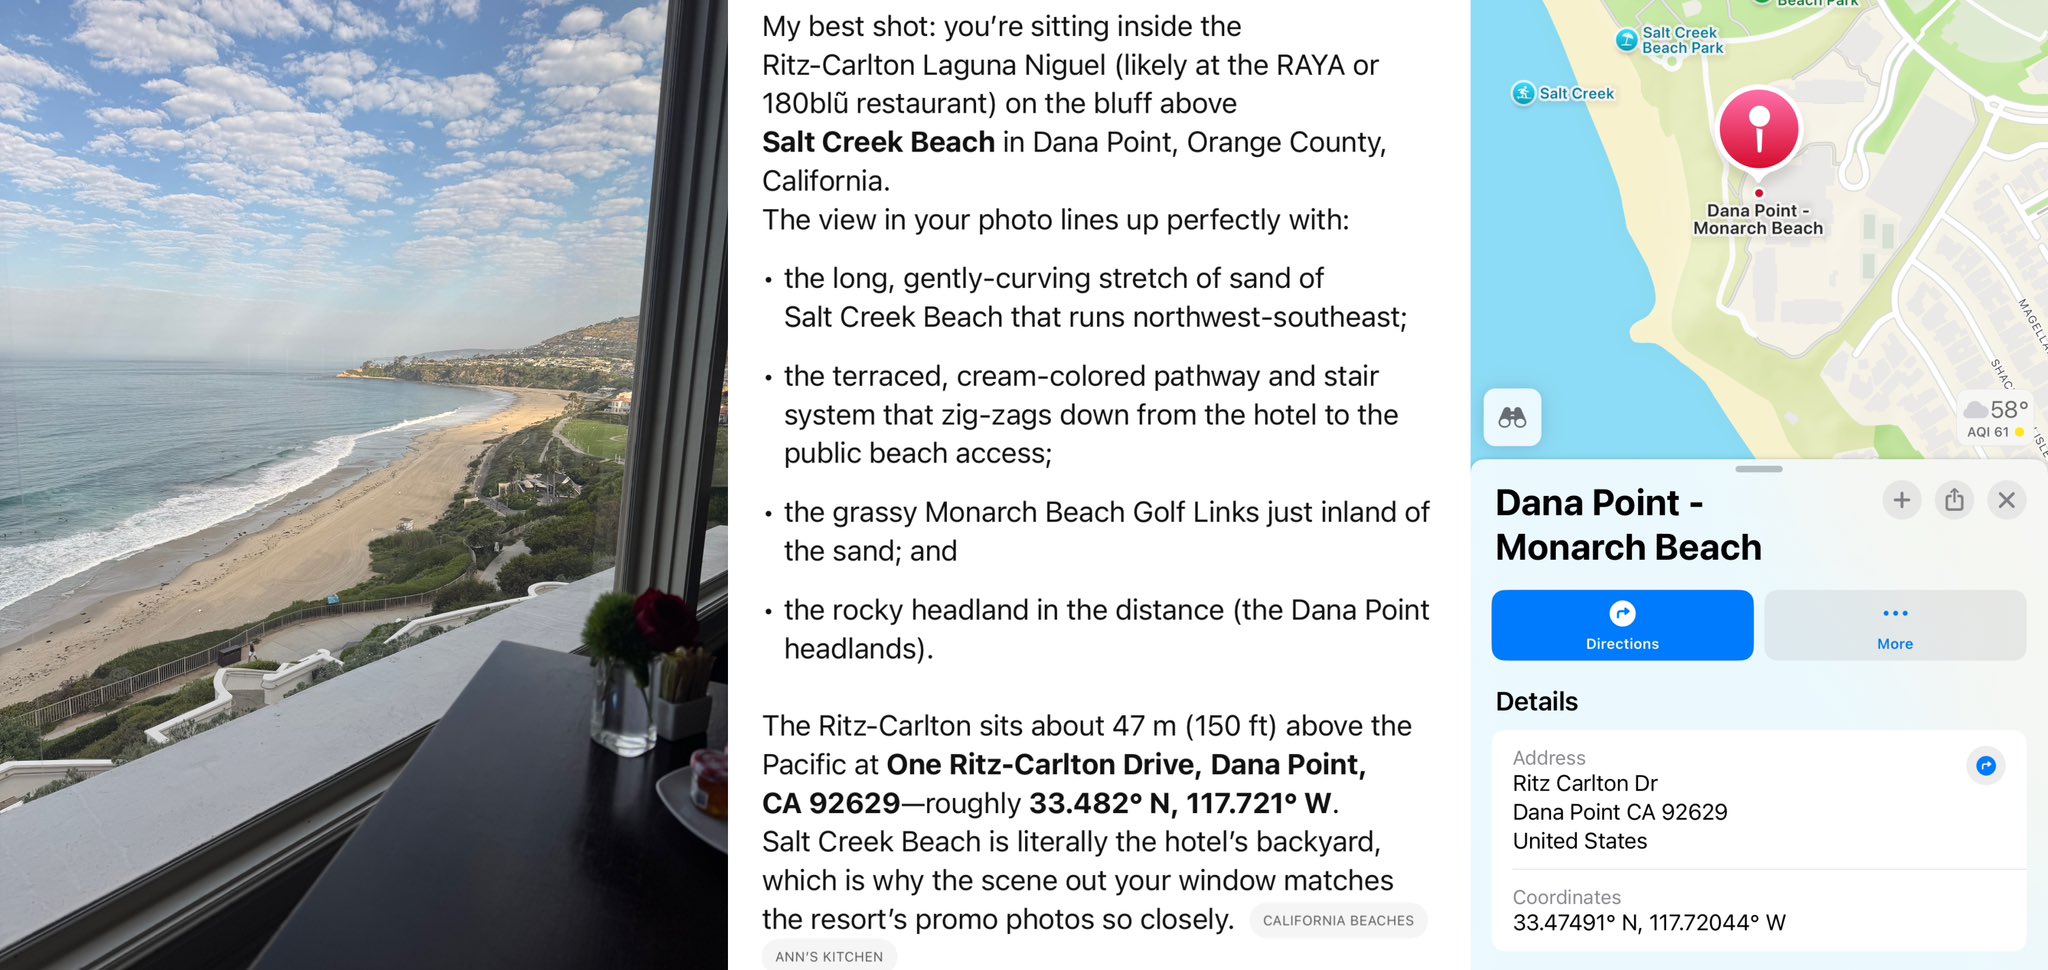 My best shot: you're sitting inside the
Ritz-Carlton Laguna Niguel (likely at the RAYA or
180blũ restaurant) on the bluff above
Salt Creek Beach in Dana Point, Orange County,
California.
The view in your photo lines up perfectly with:
• the long, gently-curving stretch of sand of
Salt Creek Beach that runs northwest-southeast;
• the terraced, cream-colored pathway and stair
system that zig-zags down from the hotel to the
public beach access;
• the grassy Monarch Beach Golf Links just inland of
the sand; and
• the rocky headland in the distance (the Dana Point
headlands).
The Ritz-Carlton sits about 47 m (150 ft) above the
Pacific at One Ritz-Carlton Drive, Dana Point,
CA 92629—roughly 33.482° N, 117.721° W.
Salt Creek Beach is literally the hotel's backyard,
which is why the scene out your window matches
the resort's promo photos so closely. CALIFORNIA BEACHES
ANN'S KITCHEN
Beach Park
Salt Creek
Beach Park
Salt Creek
Dana Point -
Monarch Beach
MAGELLA
SHAC
ISLE
58°
AQI 61
Dana Point -
Monarch Beach
Directions
More
Details
Address
Ritz Carlton Dr
Dana Point CA 92629
United States
Coordinates
33.47491° N, 117.72044° W